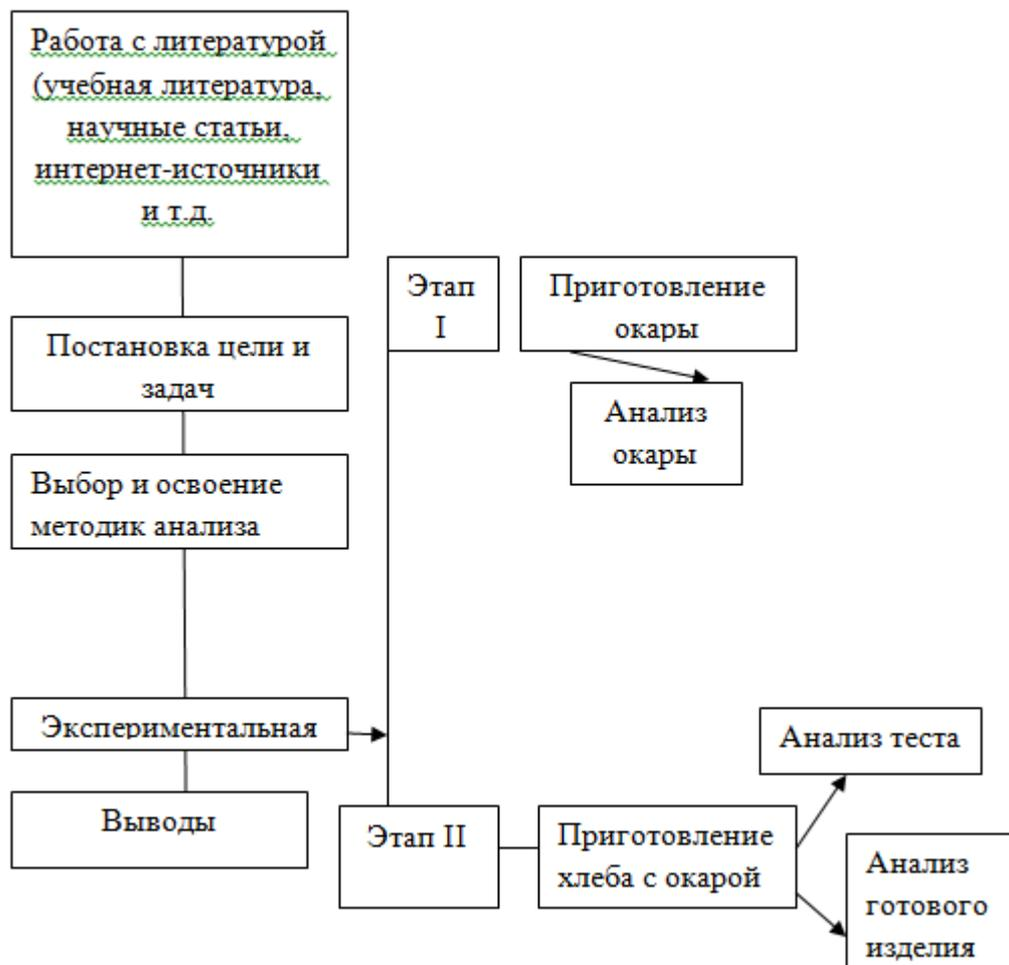 Работа с литературой
(учебная литература,
научные статьи,
интернет-источники
и т.д.
Постановка цели и
задач
Выбор и освоение
методик анализа
Экспериментальная
Выводы
Этап
I
Приготовление
окары
Анализ
окары
Этап II
Приготовление
хлеба с окарой
Анализ теста
Анализ
готового
изделия